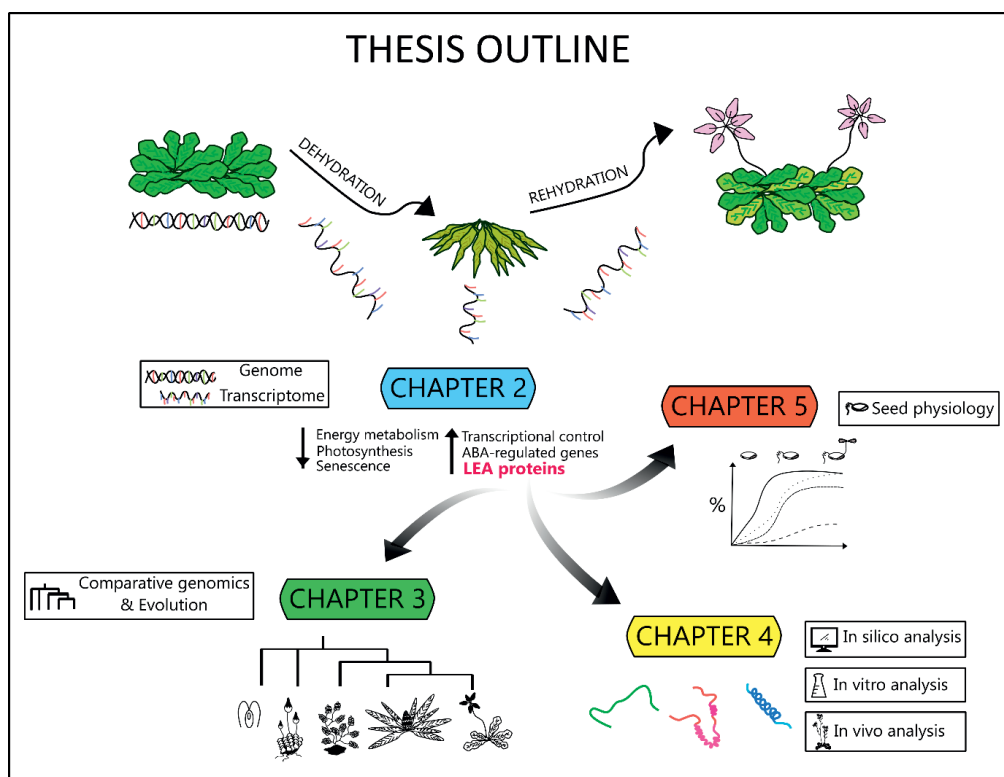 THESIS OUTLINE
DEHYDRATION
REHYDRATION
Genome
Transcriptome
CHAPTER 2
Energy metabolism
Photosynthesis
Senescence
Transcriptional control
ABA-regulated genes
LEA proteins
CHAPTER 5
Seed physiology
%
Comparative genomics
& Evolution
CHAPTER 3
CHAPTER 4
In silico analysis
In vitro analysis
In vivo analysis